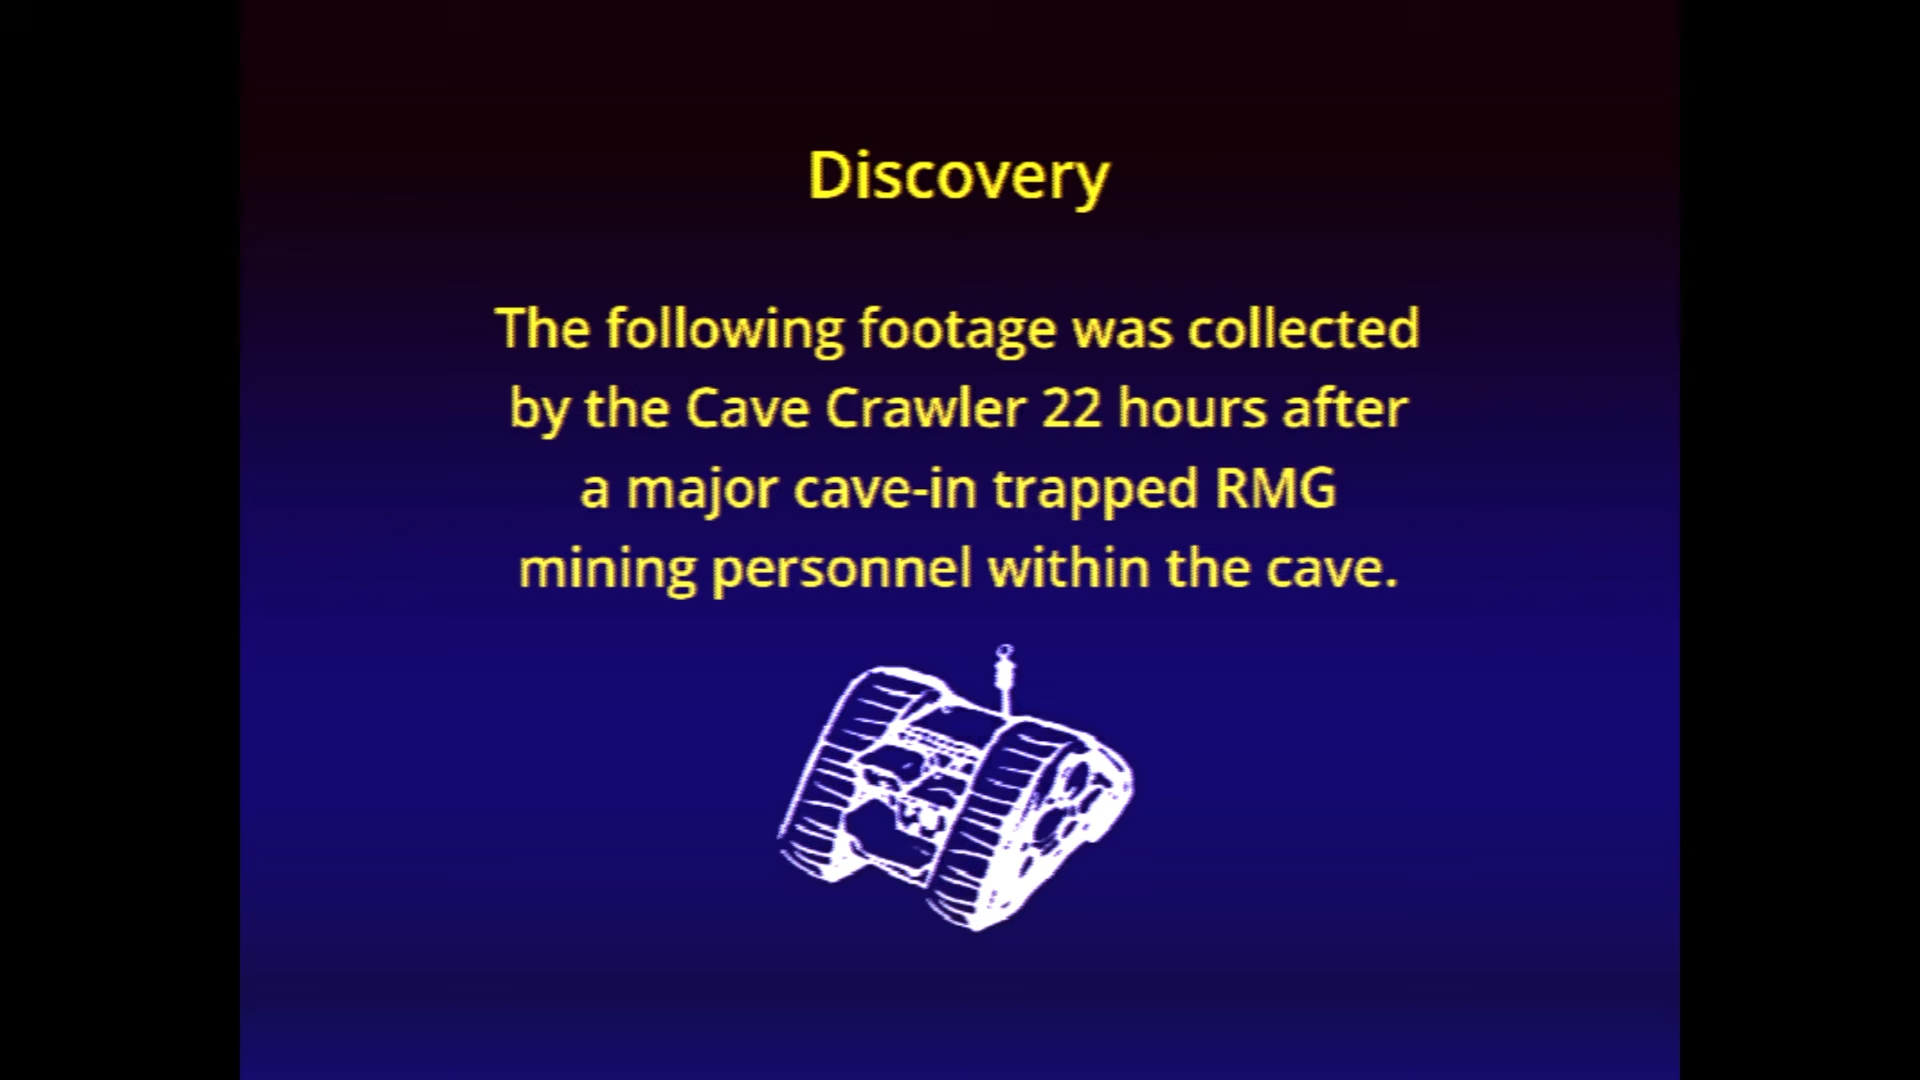 Discovery
The following footage was collected
by the Cave Crawler 22 hours after
a major cave-in trapped RMG
mining personnel within the cave.